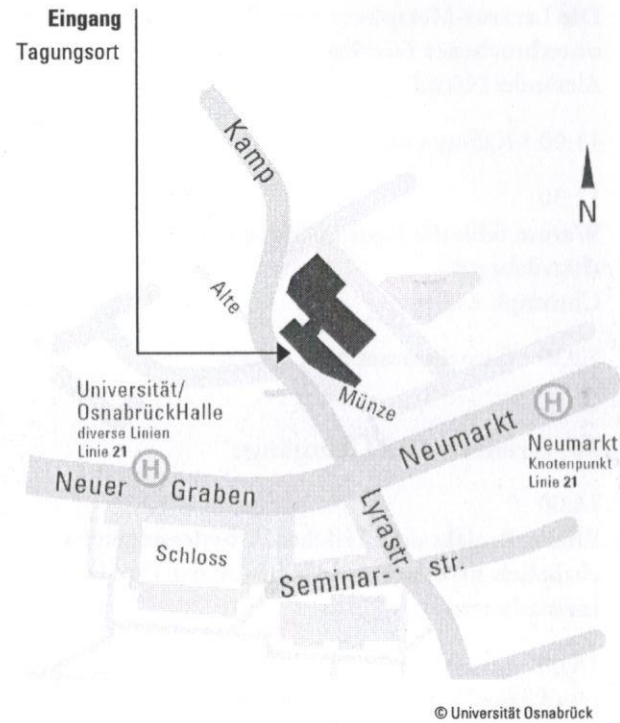 Eingang
Tagungsort
Kamp
N
Alte
Münze
Universität/
OsnabrückHalle
diverse Linien
Linie 21
H
H
Neumarkt
Neumarkt
Knotenpunkt
Linie 21
Neuer Graben
Lyrastr.
Schloss
Seminar- str.
© Universität Osnabrück